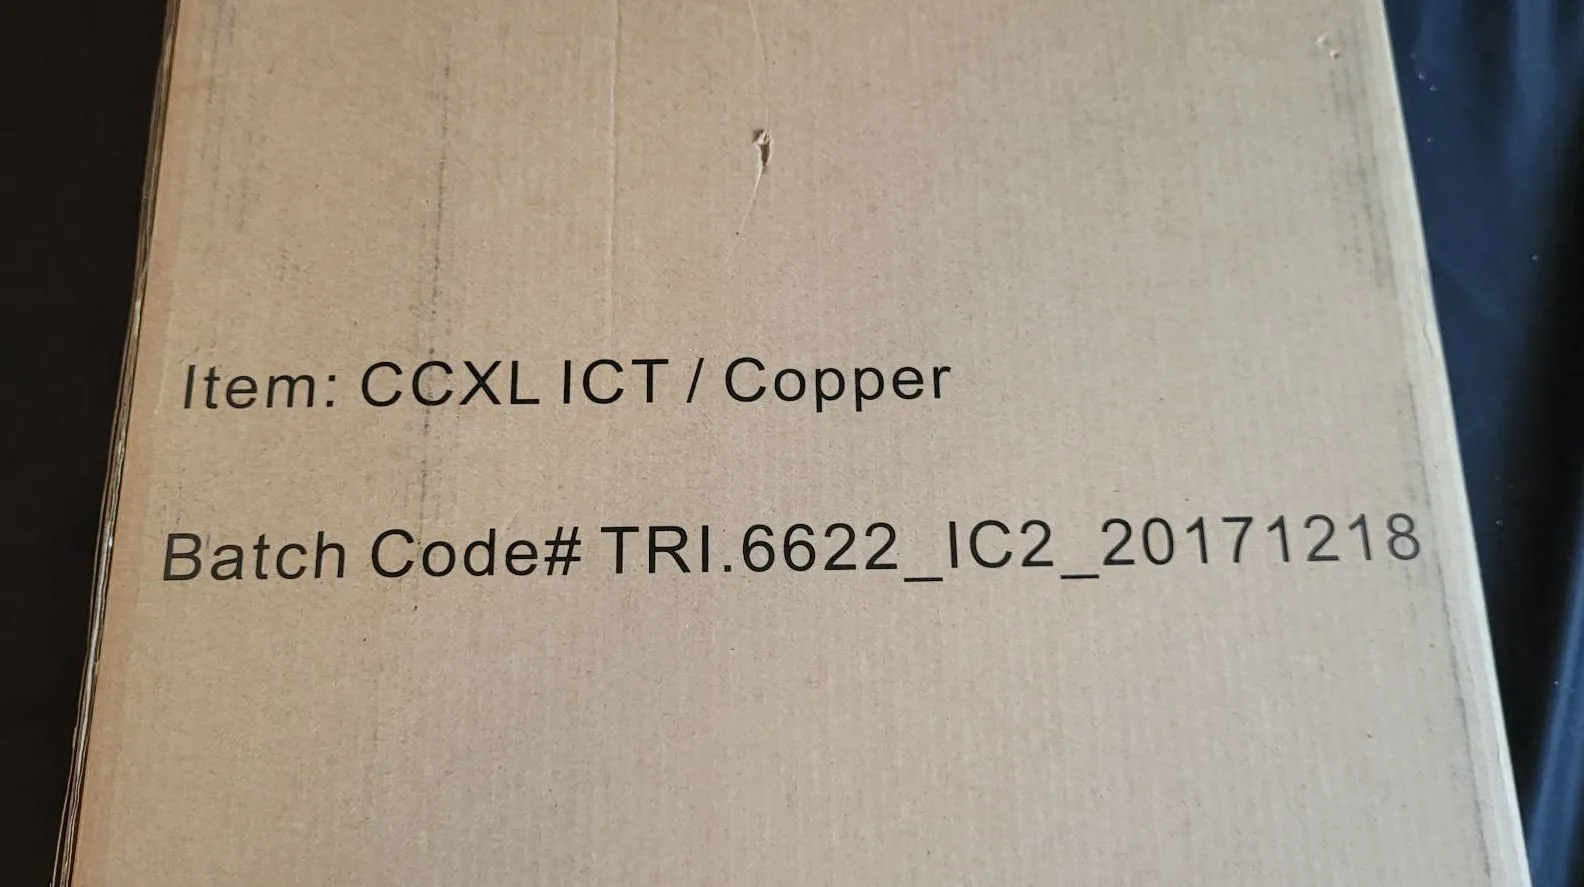 Item: CCXL ICT / Copper
Batch Code# TRI.6622_IC2_20171218